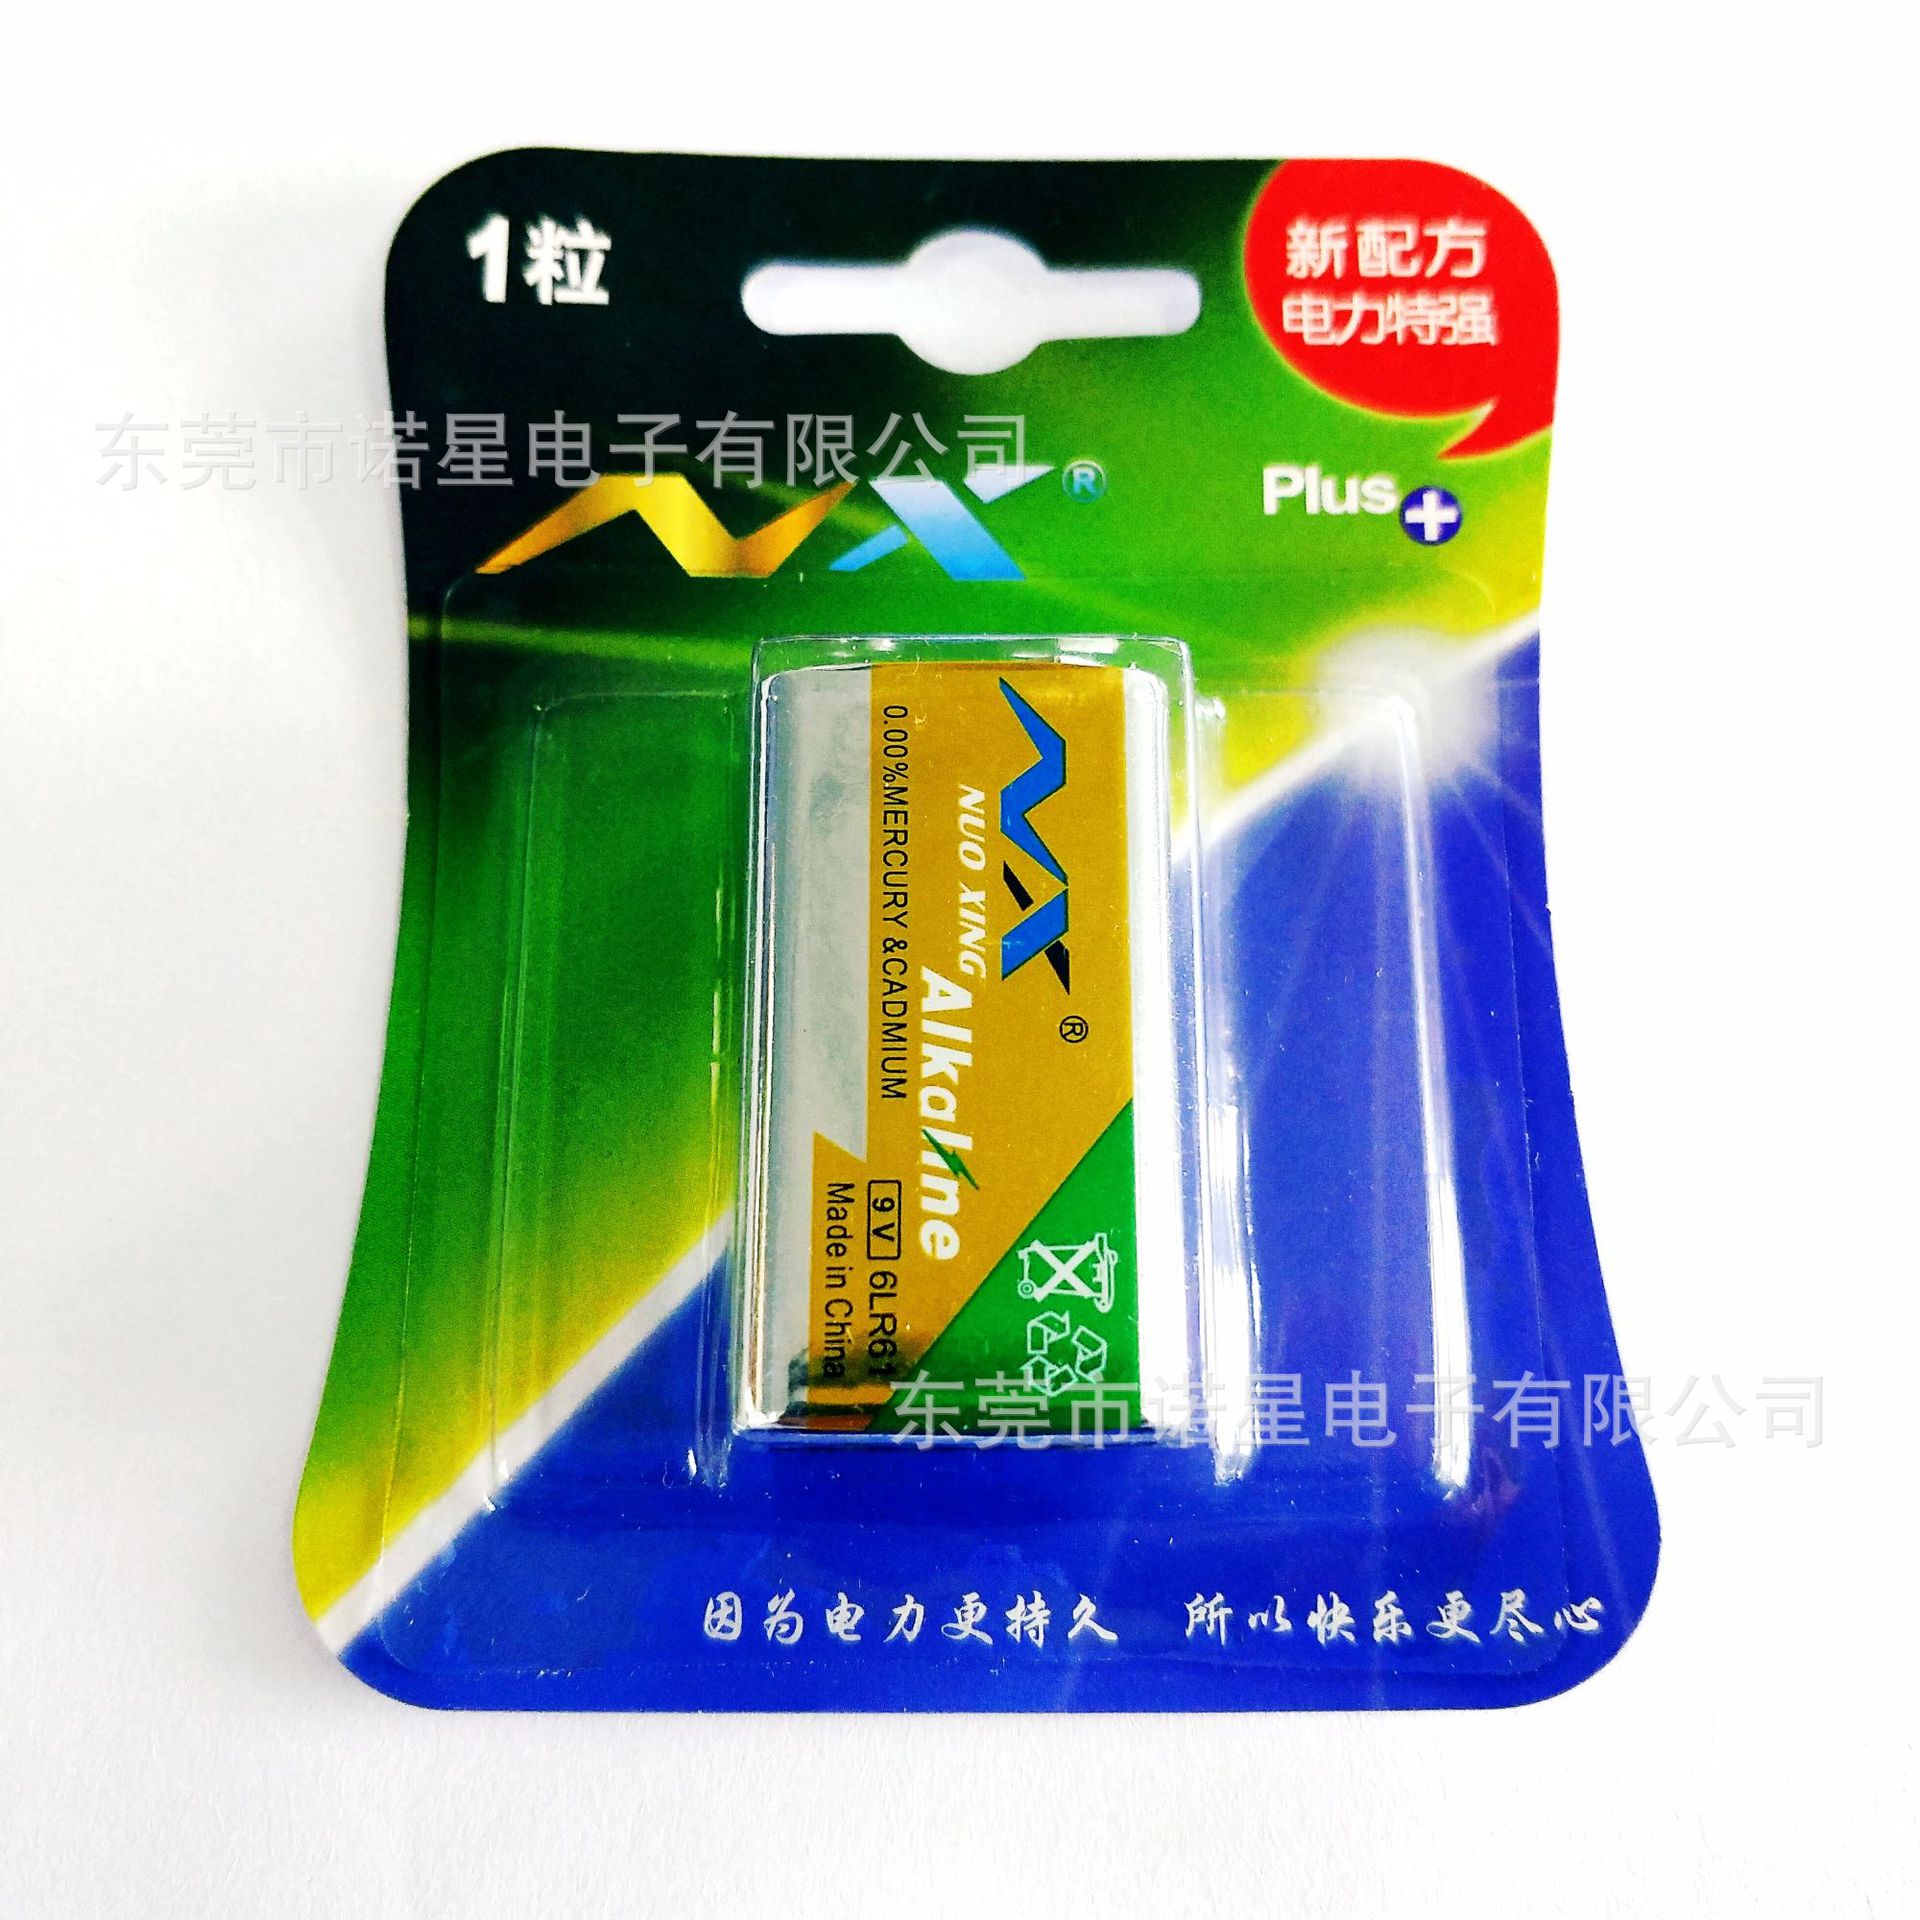 1粒
新配方
电力特强
东莞市诺星电子有限公司
NX®
Plus+
NX®
NUO XING
Alkaline
0.00%MERCURY &CADMIUM
9V 6LR61
Made in China
东莞市诺星电子有限公司
因为电力更持久 所以快乐更尽心